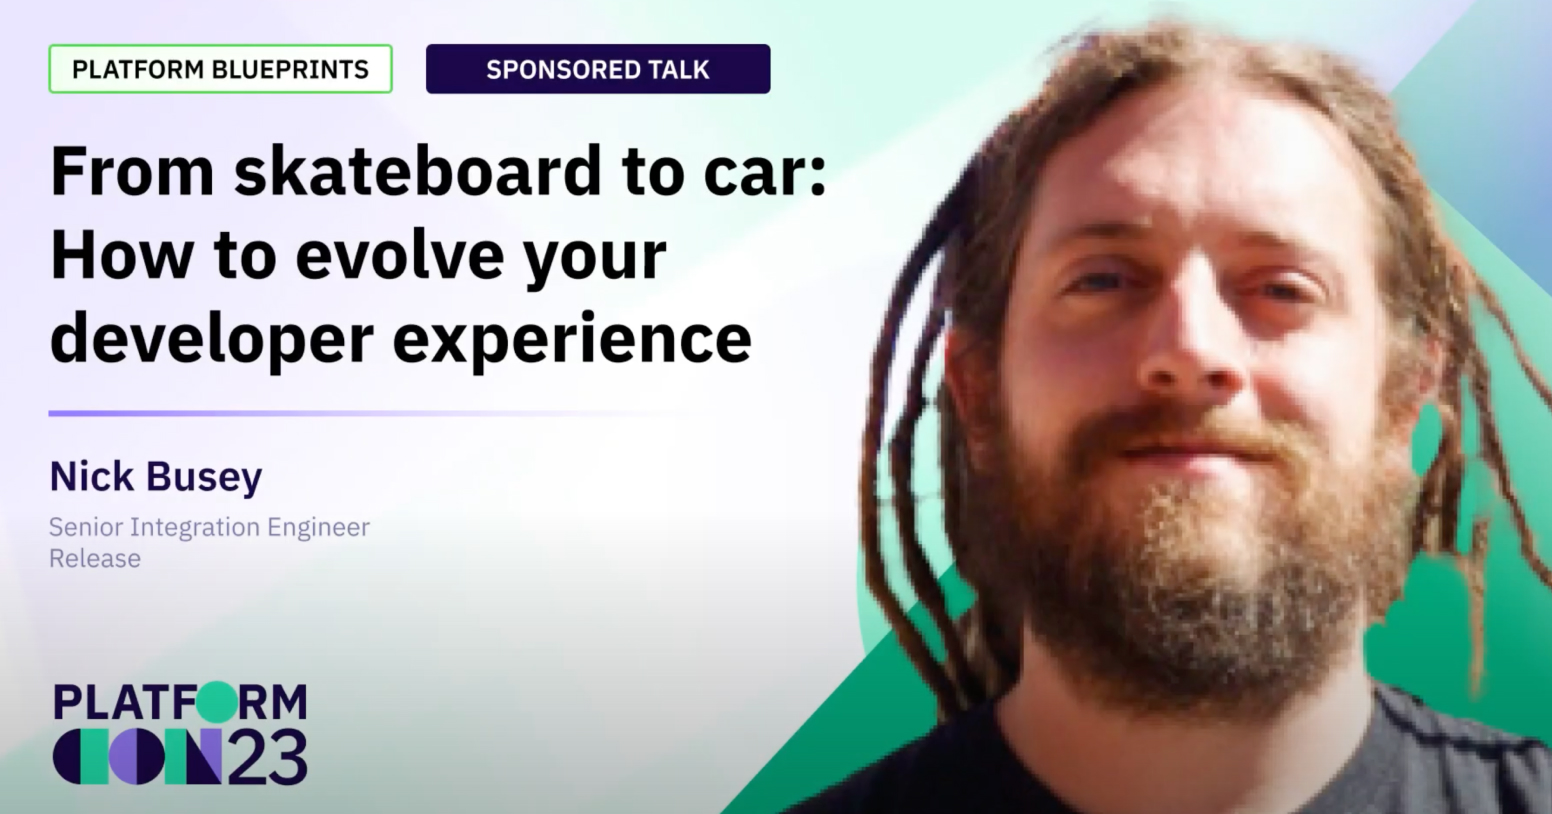 PLATFORM BLUEPRINTS
SPONSORED TALK
From skateboard to car:
How to evolve your
developer experience
Nick Busey
Senior Integration Engineer
Release
PLATFORM
CON23